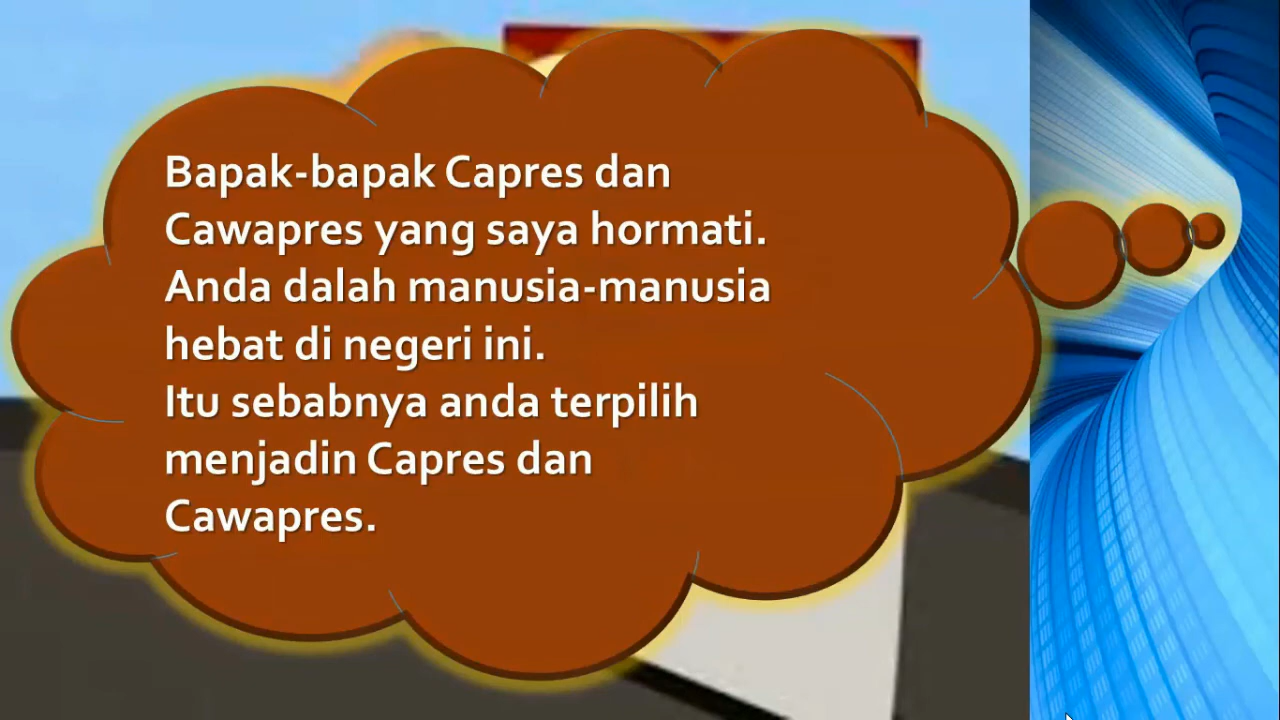 Bapak-bapak Capres dan
Cawapres yang saya hormati.
Anda dalah manusia-manusia
hebat di negeri ini.
Itu sebabnya anda terpilih
menjadin Capres dan
Cawapres.